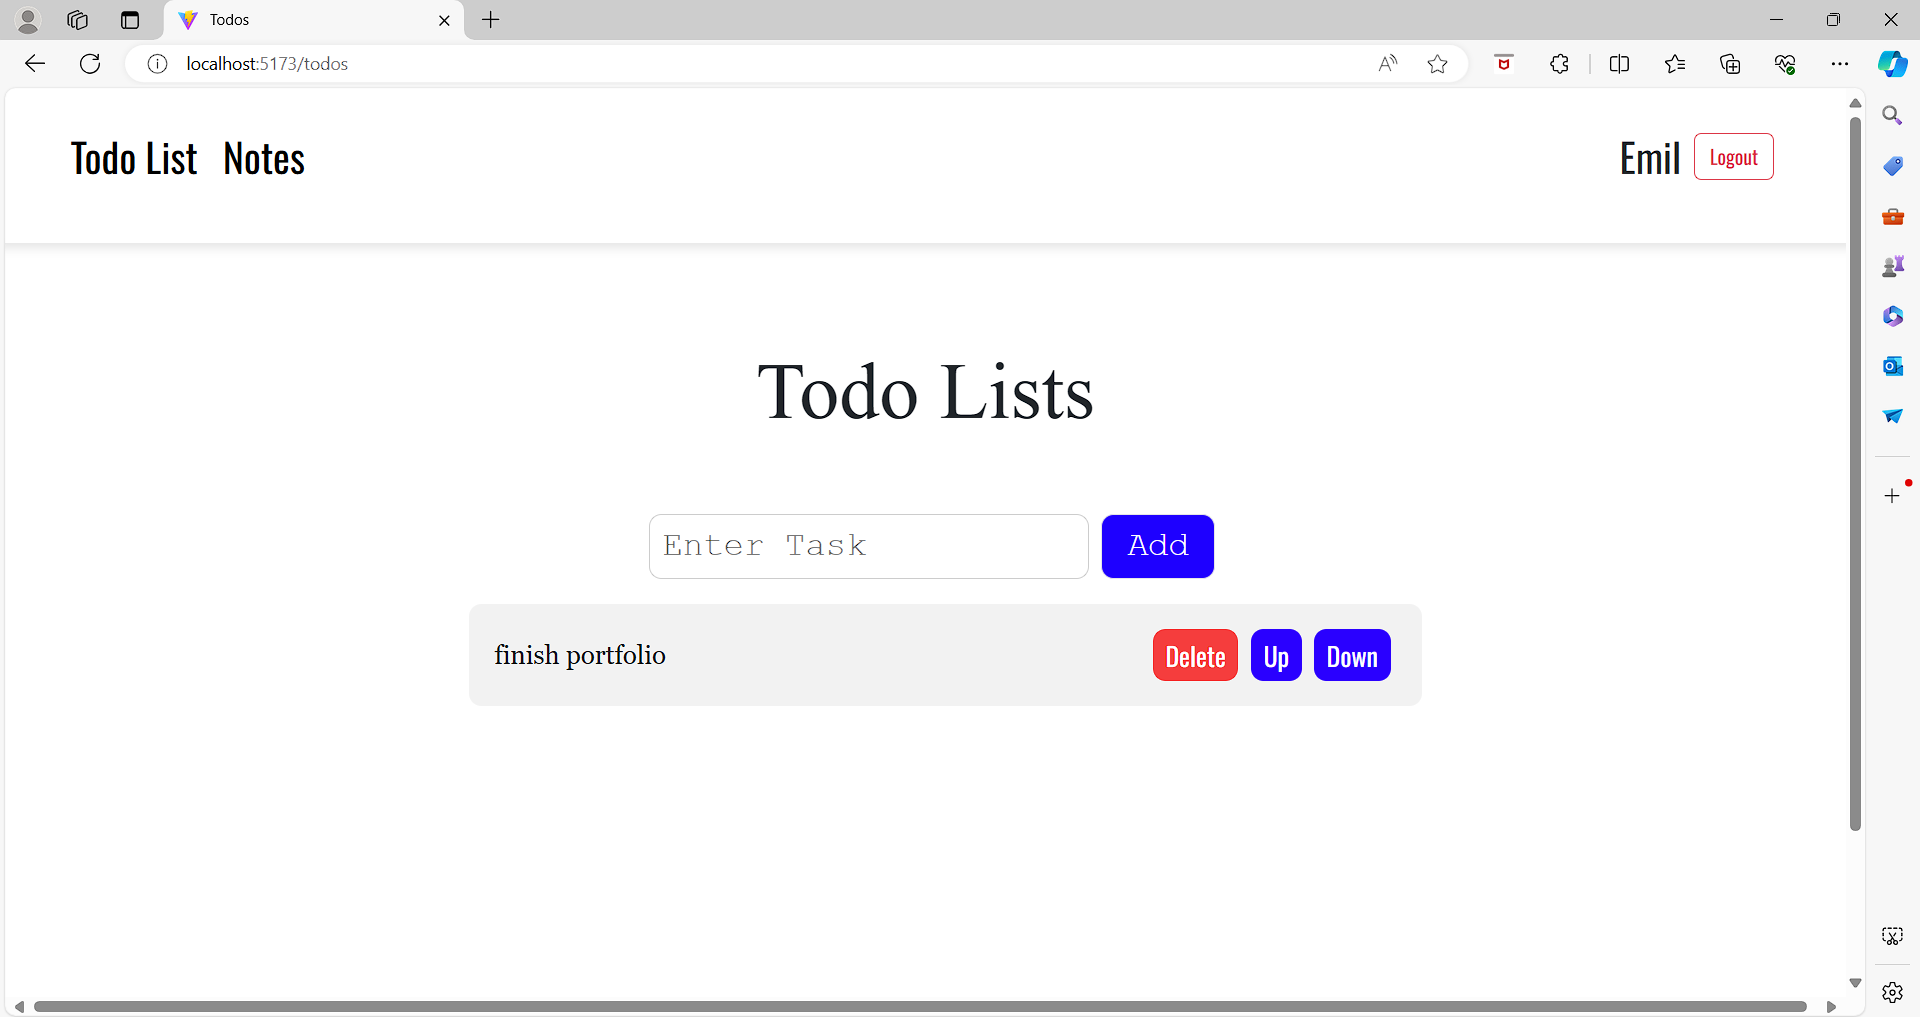 Todos
localhost:5173/todos
Todo List Notes Emil Logout
Todo Lists
Enter Task Add
finish portfolio Delete Up Down